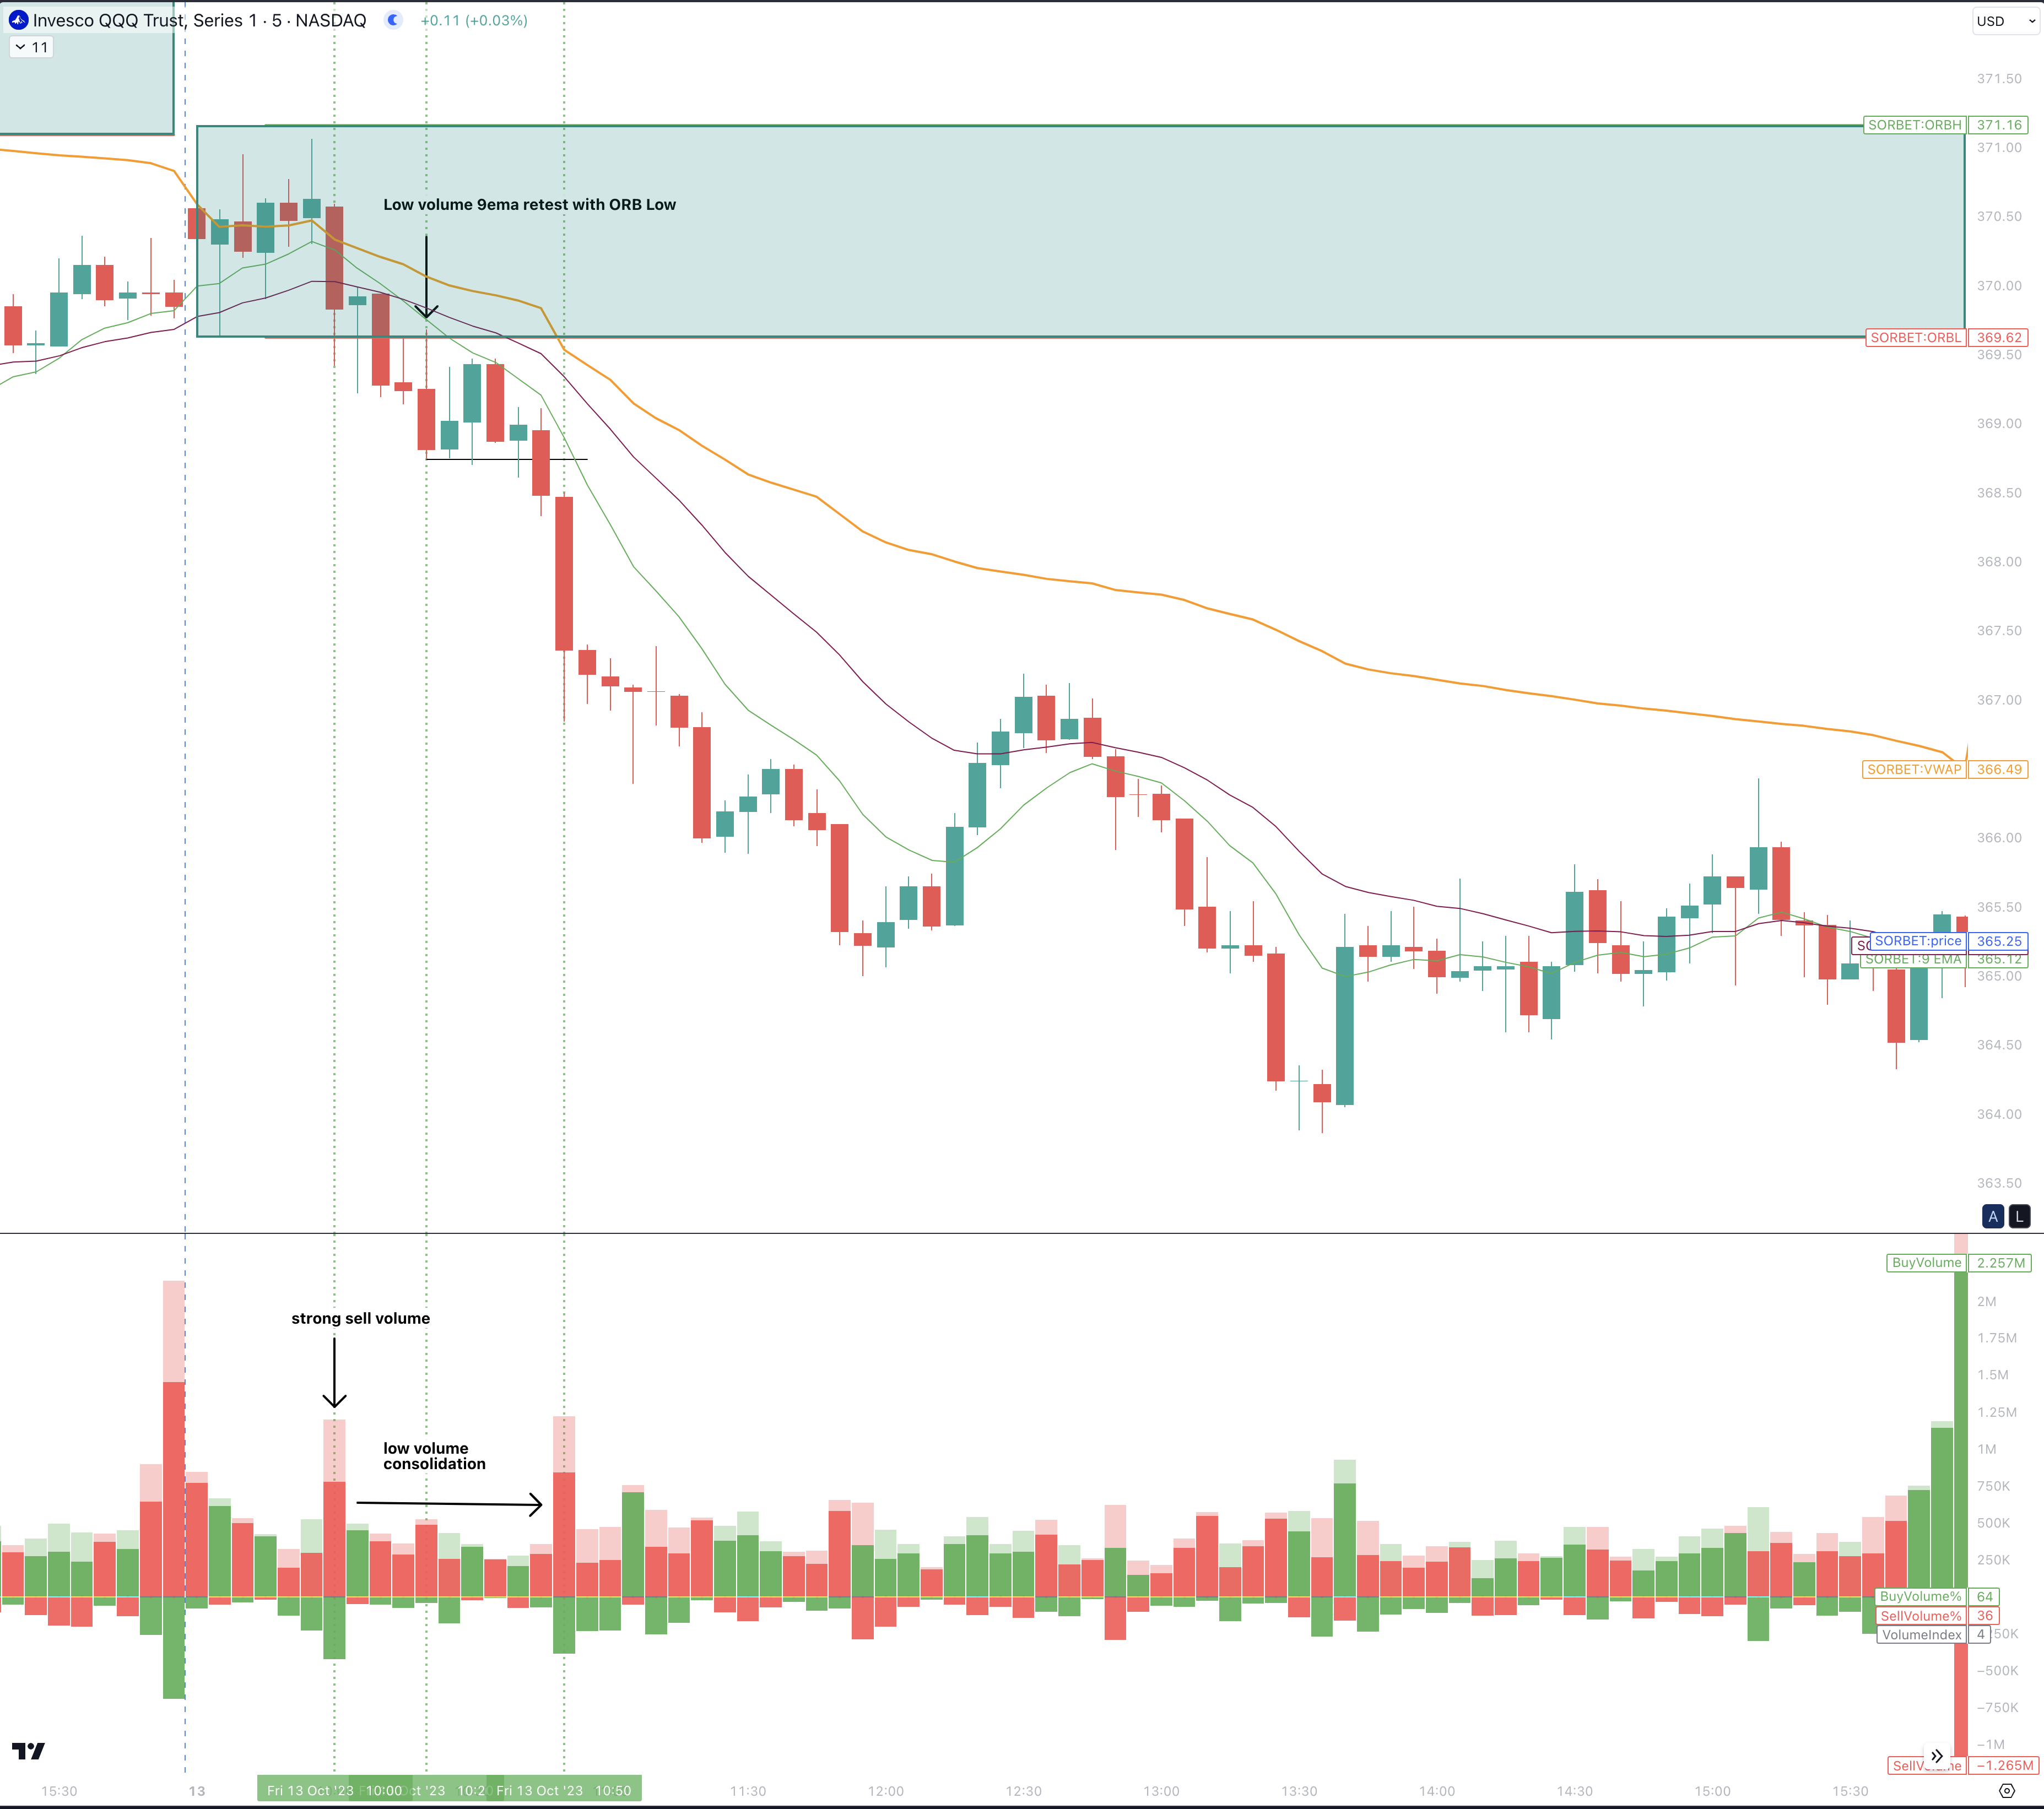 Invesco QQQ Trust, Series 1 · 5 · NASDAQ +0.11 (+0.03%)
USD
11
371.50
SORBET:ORBH 371.16
371.00
370.50
Low volume 9ema retest with ORB Low
370.00
SORBET:ORBL 369.62
369.50
369.00
368.50
368.00
367.50
367.00
SORBET:VWAP 366.49
366.00
365.50
SORBET:price 365.25
SORBET:9 EMA 365.12
365.00
364.50
364.00
363.50
A L
BuyVolume 2.257M
2M
strong sell volume
1.75M
1.5M
1.25M
low volume
consolidation
1M
750K
500K
250K
BuyVolume% 64
SellVolume% 36
VolumeIndex 4
−500K
−750K
−1M
SellVolume −1.265M
15:30 13 Fri 13 Oct '23 10:00 Oct '23 10:20 Fri 13 Oct '23 10:50 11:30 12:00 12:30 13:00 13:30 14:00 14:30 15:00 15:30